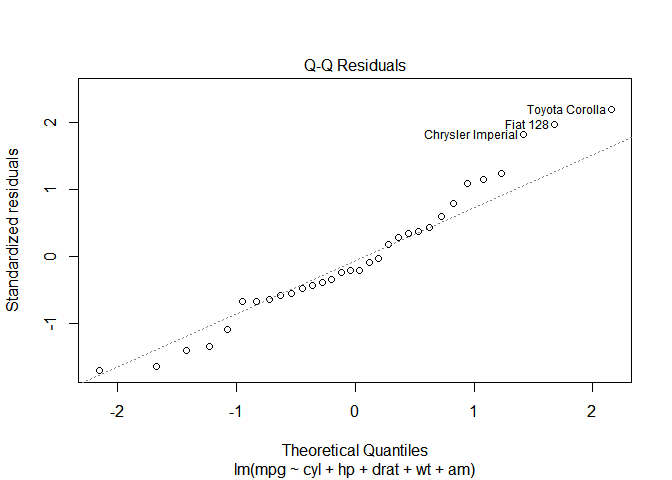 Q-Q Residuals
Standardized residuals
2
1
0
-1
Toyota Corolla
Fiat 128
Chrysler Imperial
-2
-1
0
1
2
Theoretical Quantiles
lm(mpg ~ cyl + hp + drat + wt + am)